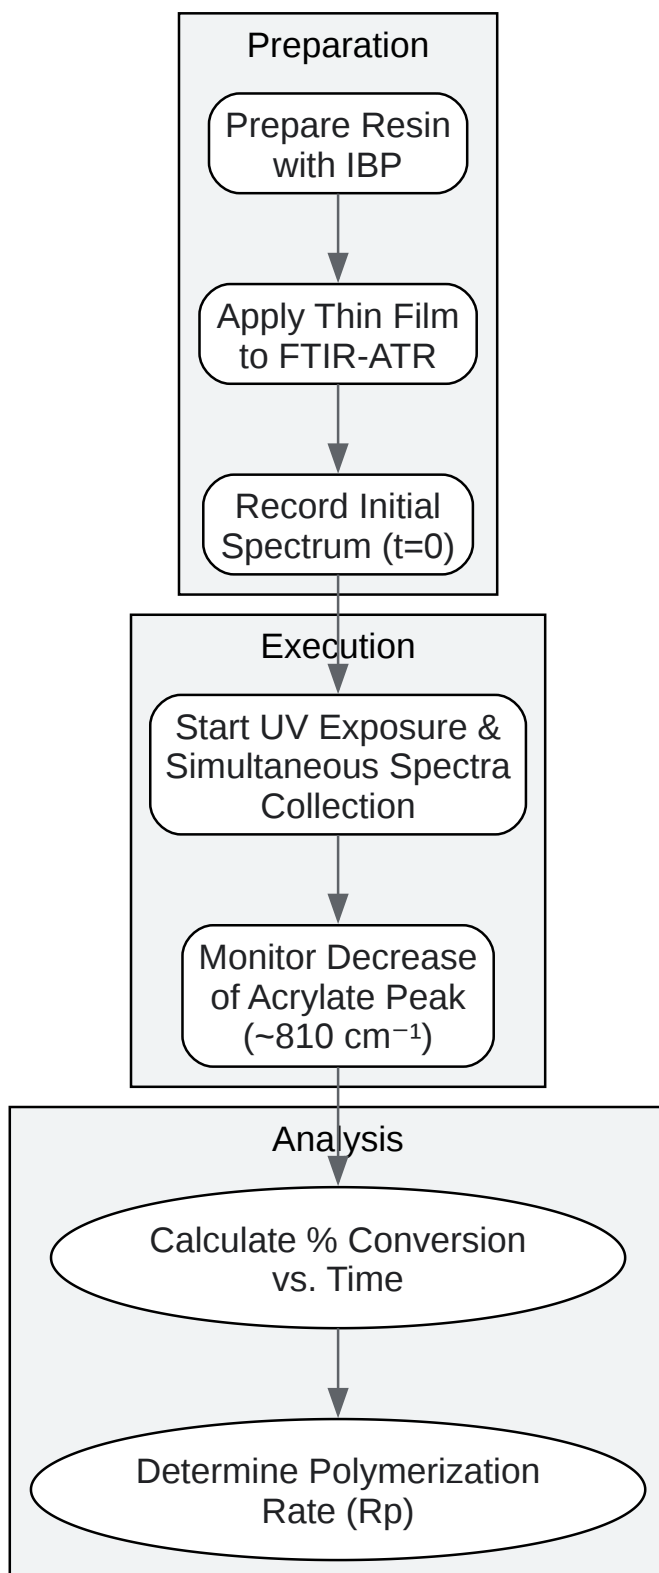 Preparation
Prepare Resin
with IBP
Apply Thin Film
to FTIR-ATR
Record Initial
Spectrum (t=0)
Execution
Start UV Exposure &
Simultaneous Spectra
Collection
Monitor Decrease
of Acrylate Peak
(~810 cm⁻¹)
Analysis
Calculate % Conversion
vs. Time
Determine Polymerization
Rate (Rp)